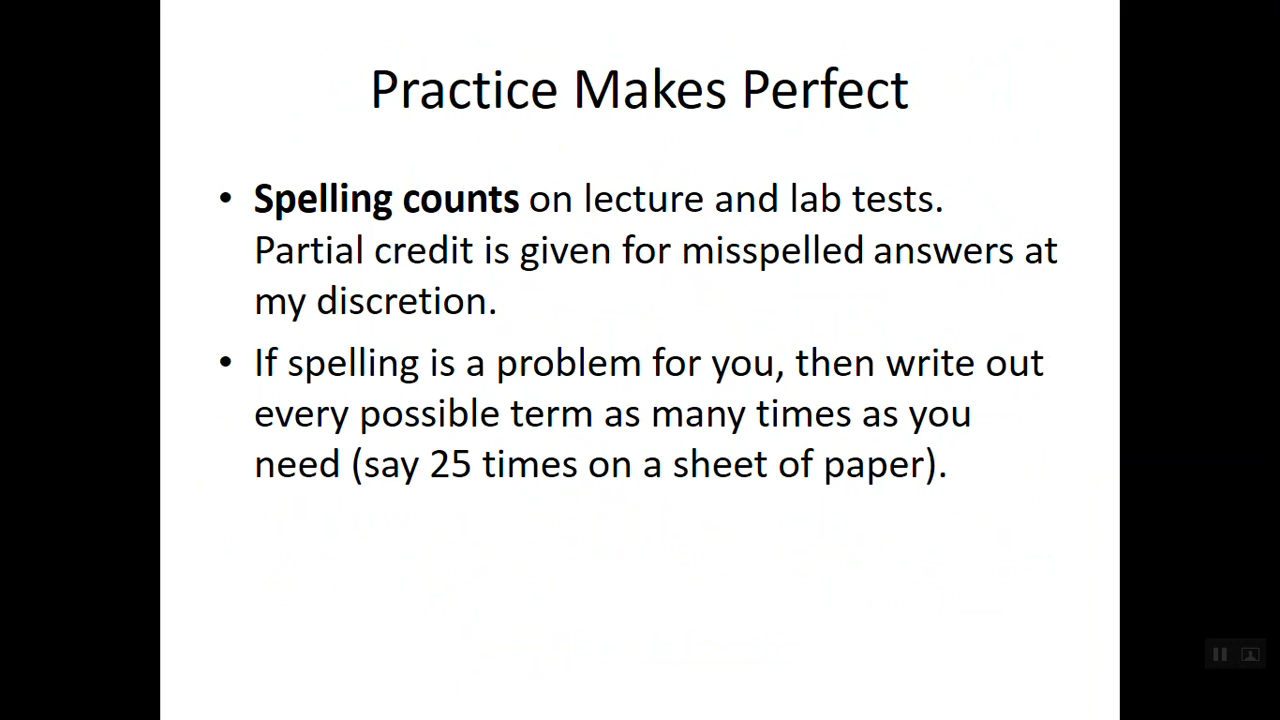 Practice Makes Perfect
• Spelling counts on lecture and lab tests.
Partial credit is given for misspelled answers at
my discretion.
• If spelling is a problem for you, then write out
every possible term as many times as you
need (say 25 times on a sheet of paper).